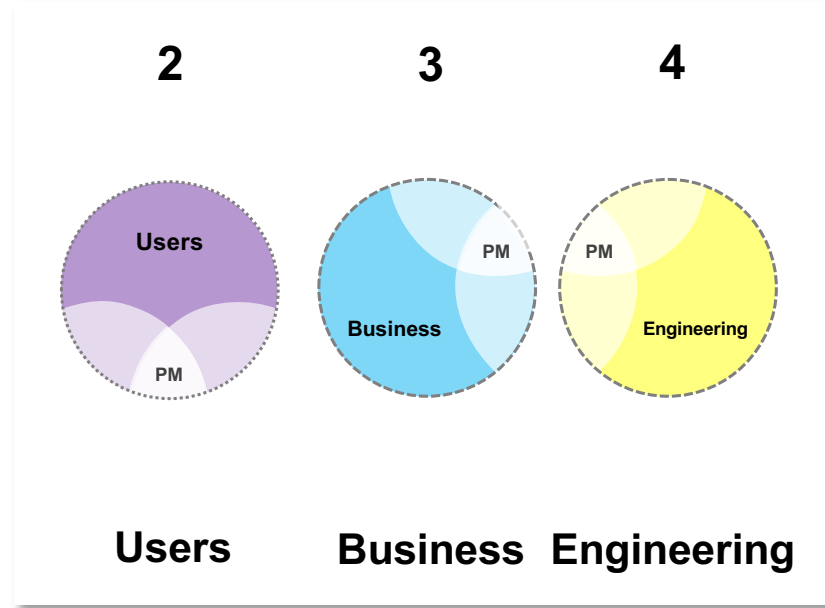 2 3 4
Users
PM
Business
PM
Engineering
PM
Users Business Engineering